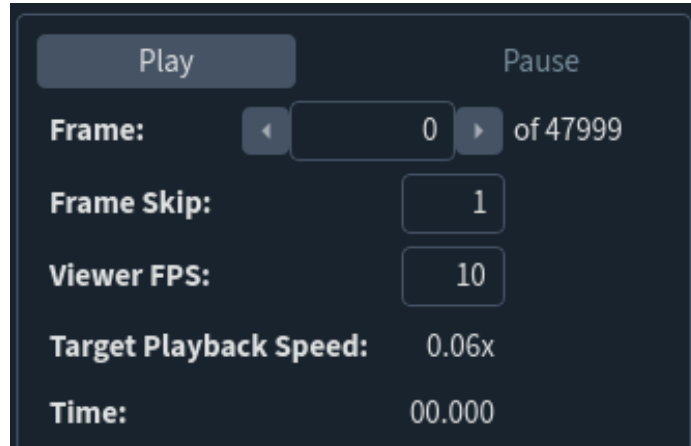 Play Pause
Frame: 0 of 47999
Frame Skip: 1
Viewer FPS: 10
Target Playback Speed: 0.06x
Time: 00.000